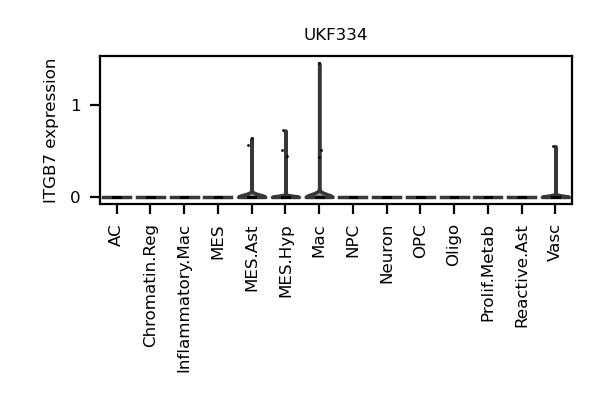 UKF334
ITGB7 expression
1
0
AC
Chromatin.Reg
Inflammatory.Mac
MES
MES.Ast
MES.Hyp
Mac
NPC
Neuron
OPC
Oligo
Prolif.Metab
Reactive.Ast
Vasc